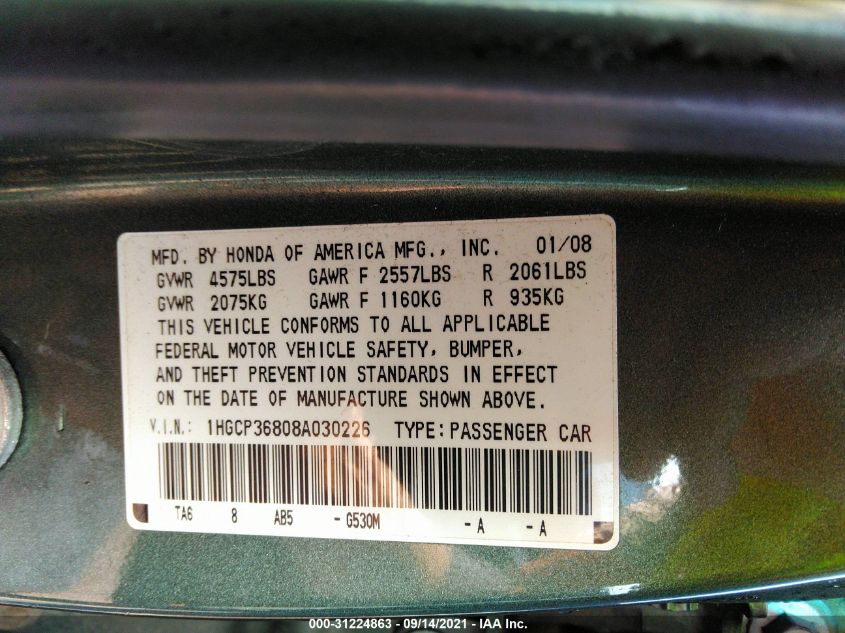 MFD. BY HONDA OF AMERICA MFG., INC. 01/08
GVWR 4575LBS GAWR F 2557LBS R 2061LBS
GVWR 2075KG GAWR F 1160KG R 935KG
THIS VEHICLE CONFORMS TO ALL APPLICABLE
FEDERAL MOTOR VEHICLE SAFETY, BUMPER,
AND THEFT PREVENTION STANDARDS IN EFFECT
ON THE DATE OF MANUFACTURE SHOWN ABOVE.
V.I.N.: 1HGCP36808A030226 TYPE: PASSENGER CAR
TA6 8 AB5 - G530M - A - A
000-31224863 - 09/14/2021 - IAA Inc.